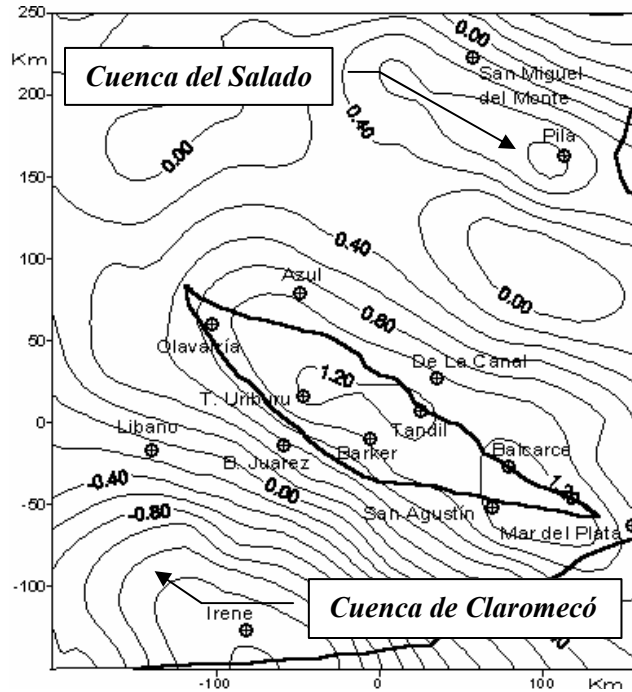 250
Km
200
150
100
50
0
-50
-100
-100
0
100
Km
Cuenca del Salado
0.00
San Miguel
del Monte
0.40
Pila
0.00
0.40
0.00
Azul
0.80
Olavarría
De La Canal
1.20
T. Uriburu
Tandil
Líbano
Barker
B. Juarez
Balcarce
-0.40
0.00
San Agustín
-0.80
Mar del Plata
Irene
Cuenca de Claromecó